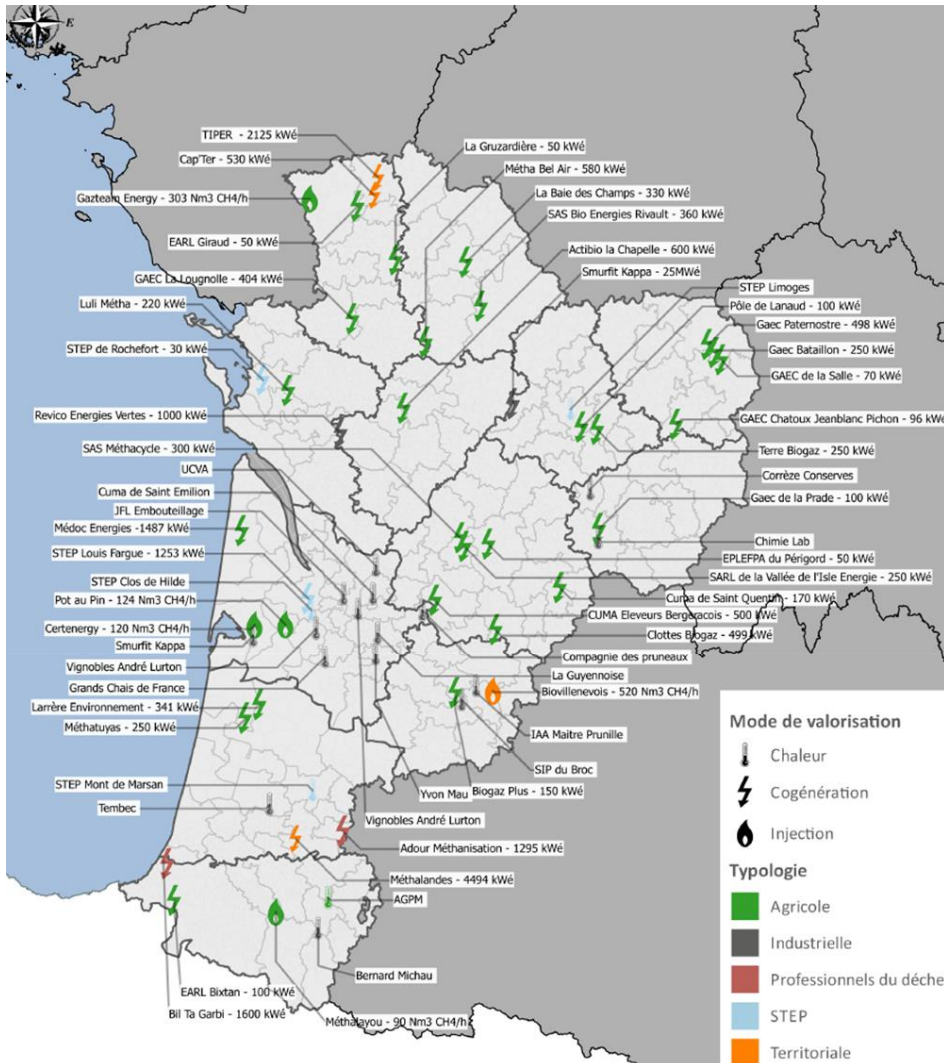 E
TIPER - 2125 kWé
La Gruzardière - 50 kWé
Cap'Ter - 530 kWé
Métha Bel Air - 580 kWé
Gazteam Energy - 303 Nm3 CH4/h
La Baie des Champs - 330 kWé
SAS Bio Energies Rivault - 360 kWé
EARL Giraud - 50 kWé
Actibio la Chapelle - 600 kWé
GAEC La Lougnolle - 404 kWé
Smurfit Kappa - 25MWé
STEP Limoges
Luli Métha - 220 kWé
Pôle de Lanaud - 100 kWé
Gaec Paternostre - 498 kWé
STEP de Rochefort - 30 kWé
Gaec Bataillon - 250 kWé
GAEC de la Salle - 70 kWé
Revico Energies Vertes - 1000 kWé
GAEC Chatoux Jeanblanc Pichon - 96 kWé
SAS Méthacycle - 300 kWé
Terre Biogaz - 250 kWé
UCVA
Corrèze Conserves
Cuma de Saint Emilion
Gaec de la Prade - 100 kWé
JFL Embouteillage
Médoc Energies -1487 kWé
Chimie Lab
STEP Louis Fargue - 1253 kWé
EPLEFPA du Périgord - 50 kWé
SARL de la Vallée de l'Isle Energie - 250 kWé
STEP Clos de Hilde
Cuma de Saint Quentin - 170 kWé
Pot au Pin - 124 Nm3 CH4/h
CUMA Eleveurs Bergeracois - 500 kWé
Certenergy - 120 Nm3 CH4/h
Clottes Biogaz - 499 kWé
Smurfit Kappa
Compagnie des pruneaux
Vignobles André Lurton
La Guyennoise
Grands Chais de France
Biovillenevois - 520 Nm3 CH4/h
Larrère Environnement - 341 kWé
Méthatuyas - 250 kWé
IAA Maitre Prunille
SIP du Broc
STEP Mont de Marsan
Yvon Mau
Biogaz Plus - 150 kWé
Tembec
Vignobles André Lurton
Adour Méthanisation - 1295 kWé
Méthalandes - 4494 kWé
AGPM
Bernard Michau
EARL Bixtan - 100 kWé
Bil Ta Garbi - 1600 kWé
Méthalayou - 90 Nm3 CH4/h
Mode de valorisation
Chaleur
Cogénération
Injection
Typologie
Agricole
Industrielle
Professionnels du déche
STEP
Territoriale